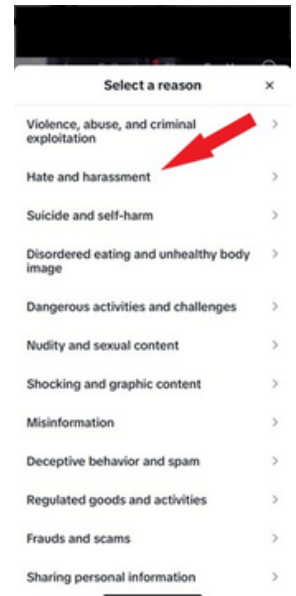 Select a reason
Violence, abuse, and criminal
exploitation
Hate and harassment
Suicide and self-harm
Disordered eating and unhealthy body
image
Dangerous activities and challenges
Nudity and sexual content
Shocking and graphic content
Misinformation
Deceptive behavior and spam
Regulated goods and activities
Frauds and scams
Sharing personal information